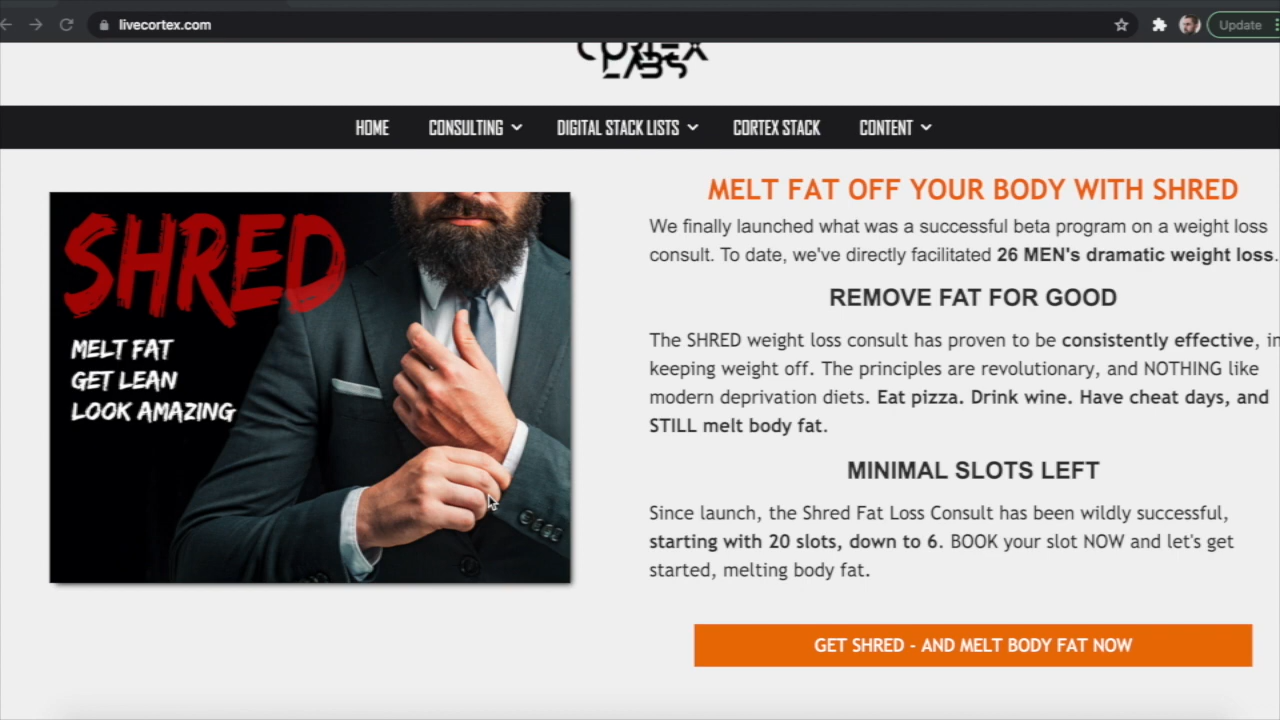 livecortex.com
Update
CORTEX
LABS
HOME
CONSULTING
DIGITAL STACK LISTS
CORTEX STACK
CONTENT
SHRED
MELT FAT
GET LEAN
LOOK AMAZING
MELT FAT OFF YOUR BODY WITH SHRED
We finally launched what was a successful beta program on a weight loss
consult. To date, we've directly facilitated 26 MEN's dramatic weight loss.
REMOVE FAT FOR GOOD
The SHRED weight loss consult has proven to be consistently effective, in
keeping weight off. The principles are revolutionary, and NOTHING like
modern deprivation diets. Eat pizza. Drink wine. Have cheat days, and
STILL melt body fat.
MINIMAL SLOTS LEFT
Since launch, the Shred Fat Loss Consult has been wildly successful,
starting with 20 slots, down to 6. BOOK your slot NOW and let's get
started, melting body fat.
GET SHRED - AND MELT BODY FAT NOW